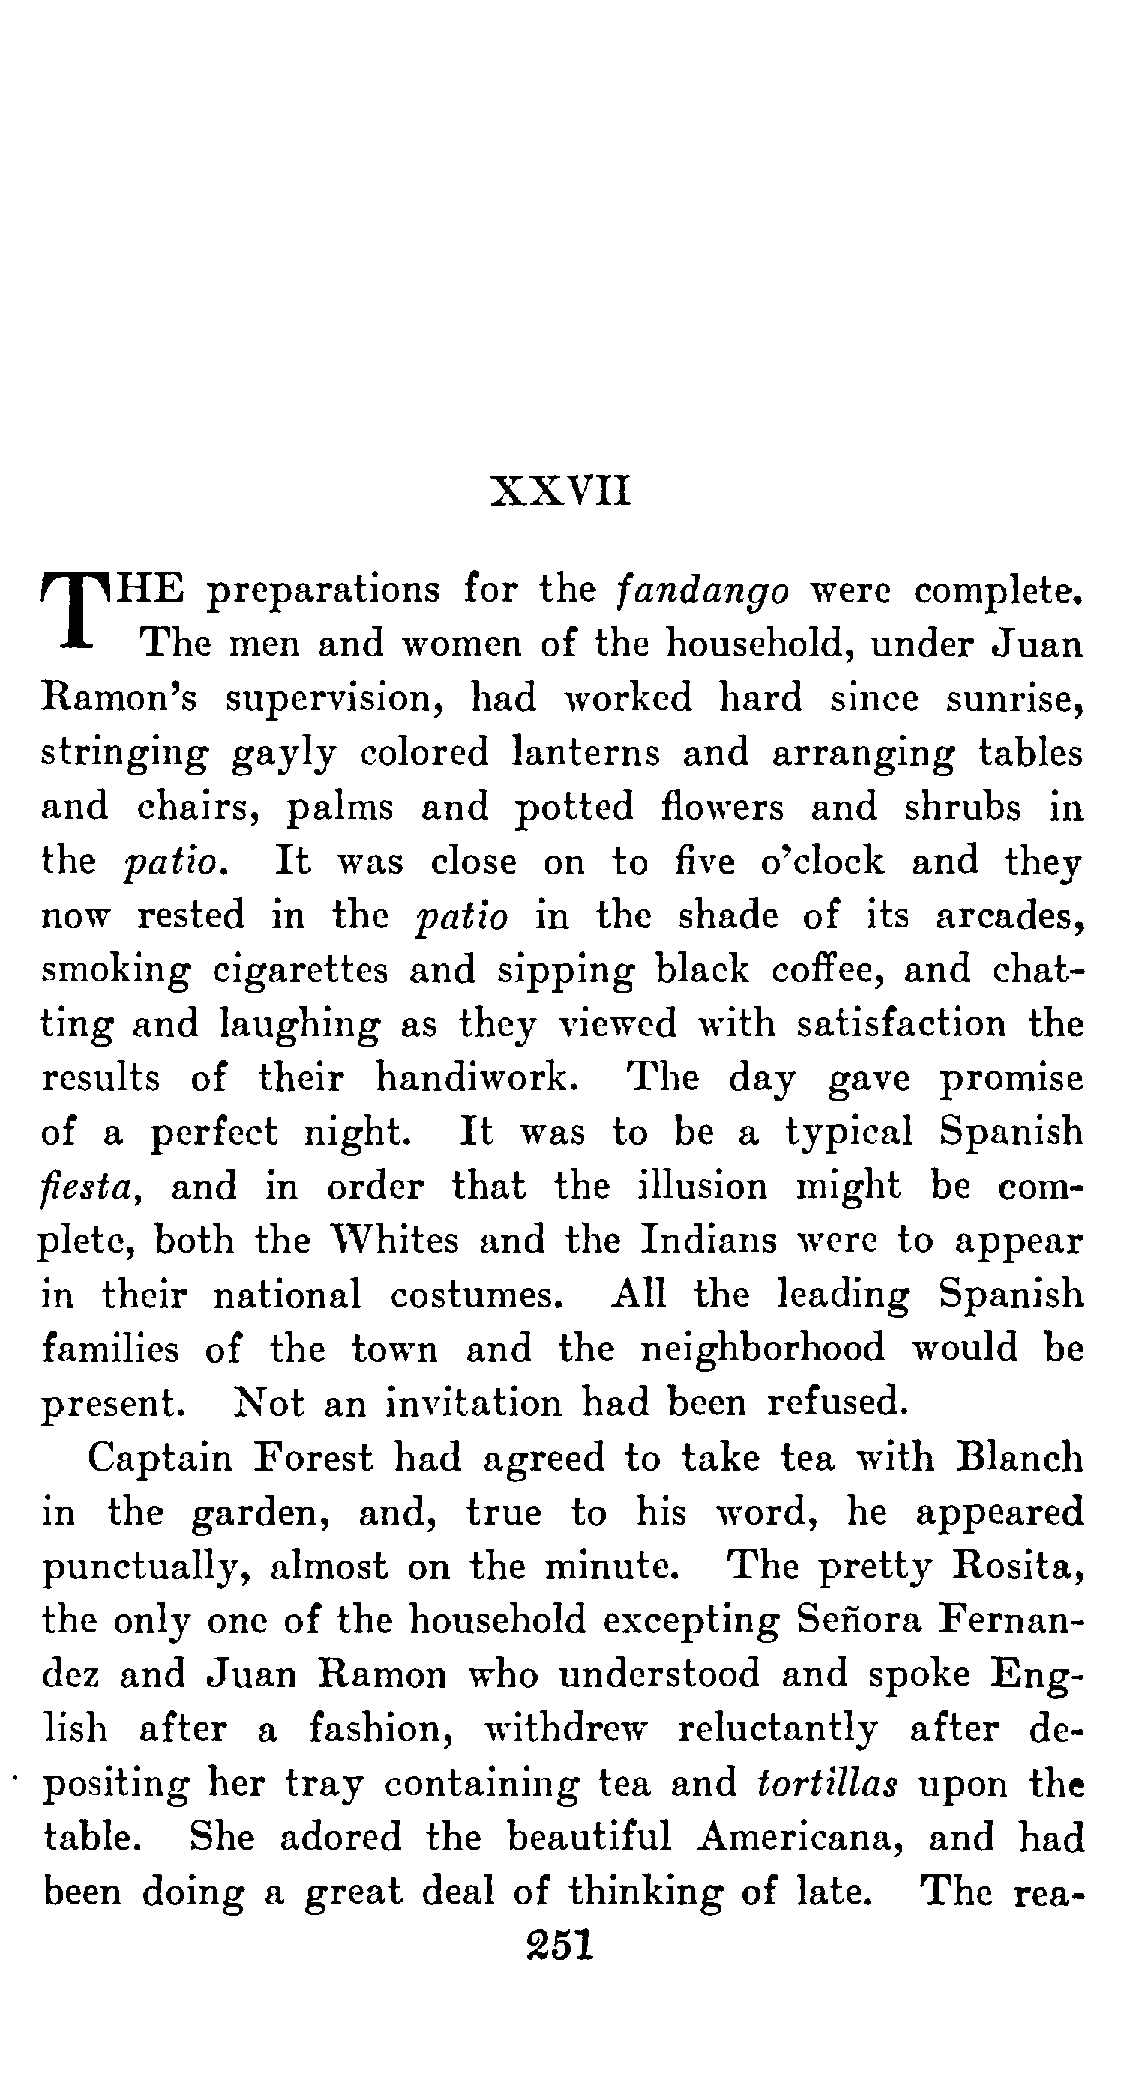 XXVII
THE preparations for the fandango were complete.
The men and women of the household, under Juan
Ramon's supervision, had worked hard since sunrise,
stringing gayly colored lanterns and arranging tables
and chairs, palms and potted flowers and shrubs in
the patio. It was close on to five o'clock and they
now rested in the patio in the shade of its arcades,
smoking cigarettes and sipping black coffee, and chat-
ting and laughing as they viewed with satisfaction the
results of their handiwork. The day gave promise
of a perfect night. It was to be a typical Spanish
fiesta, and in order that the illusion might be com-
plete, both the Whites and the Indians were to appear
in their national costumes. All the leading Spanish
families of the town and the neighborhood would be
present. Not an invitation had been refused.
Captain Forest had agreed to take tea with Blanch
in the garden, and, true to his word, he appeared
punctually, almost on the minute. The pretty Rosita,
the only one of the household excepting Señora Fernan-
dez and Juan Ramon who understood and spoke Eng-
lish after a fashion, withdrew reluctantly after de-
positing her tray containing tea and tortillas upon the
table. She adored the beautiful Americana, and had
been doing a great deal of thinking of late. The rea-
251